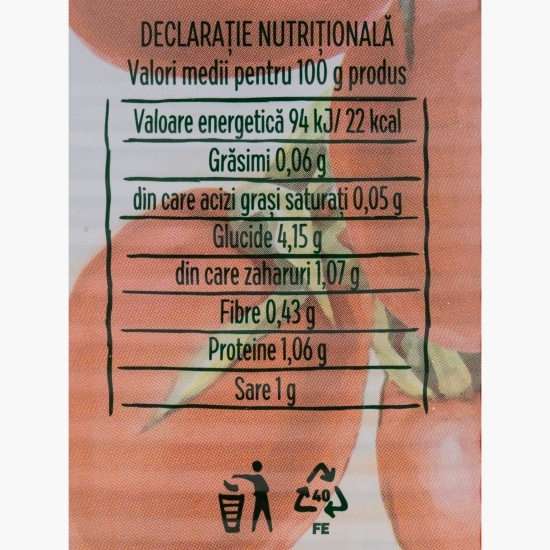 DECLARAȚIE NUTRIȚIONALĂ
Valori medii pentru 100 g produs
Valoare energetică 94 kJ/ 22 kcal
Grăsimi 0,06 g
din care acizi grași saturați 0,05 g
Glucide 4,15 g
din care zaharuri 1,07 g
Fibre 0,43 g
Proteine 1,06 g
Sare 1 g
40
FE